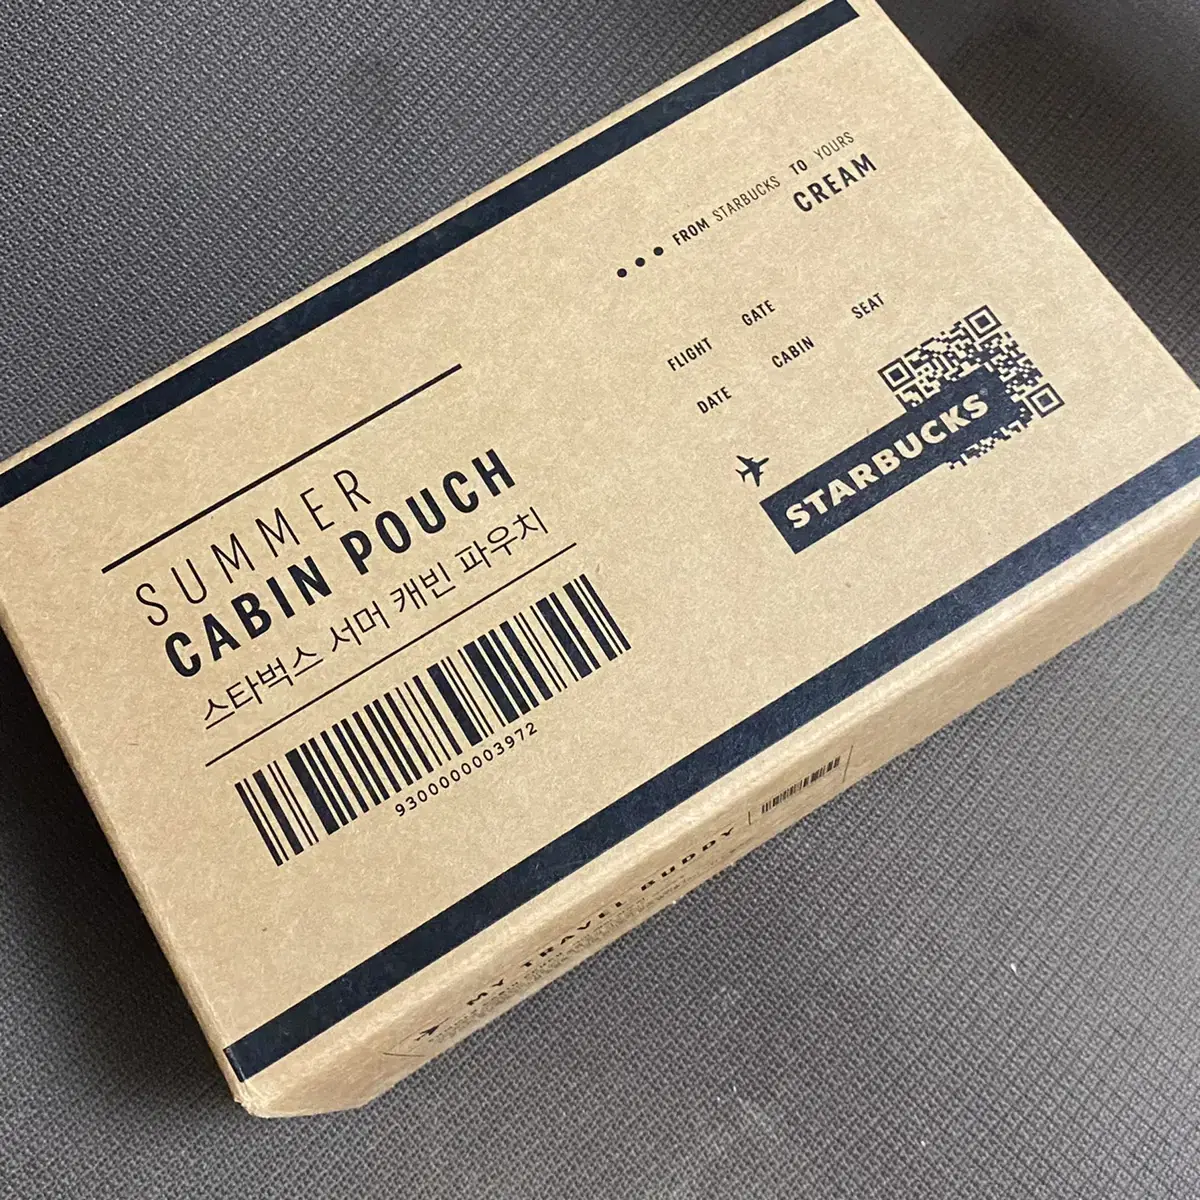 SUMMER
CABIN POUCH
스타벅스 서머 캐빈 파우치
9300000003972
••• FROM STARBUCKS TO YOURS
CREAM
FLIGHT GATE
DATE CABIN SEAT
STARBUCKS
MY TRAVEL BUDDY